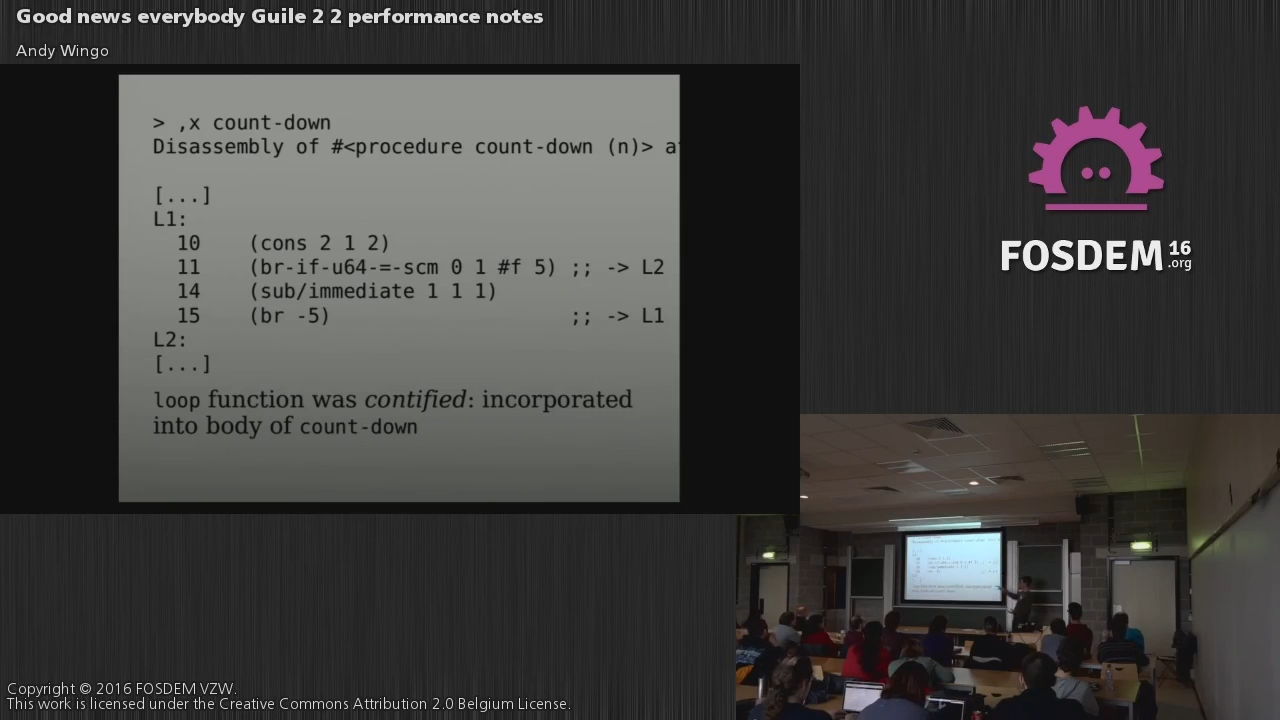 Good news everybody Guile 2 2 performance notes
Andy Wingo
> ,x count-down
Disassembly of #<procedure count-down (n)> a
[...]
L1:
10 (cons 2 1 2)
11 (br-if-u64-=-scm 0 1 #f 5) ;; -> L2
14 (sub/immediate 1 1 1)
15 (br -5) ;; -> L1
L2:
[...]
loop function was contified: incorporated
into body of count-down
FOSDEM 16
.org
Copyright © 2016 FOSDEM VZW.
This work is licensed under the Creative Commons Attribution 2.0 Belgium License.